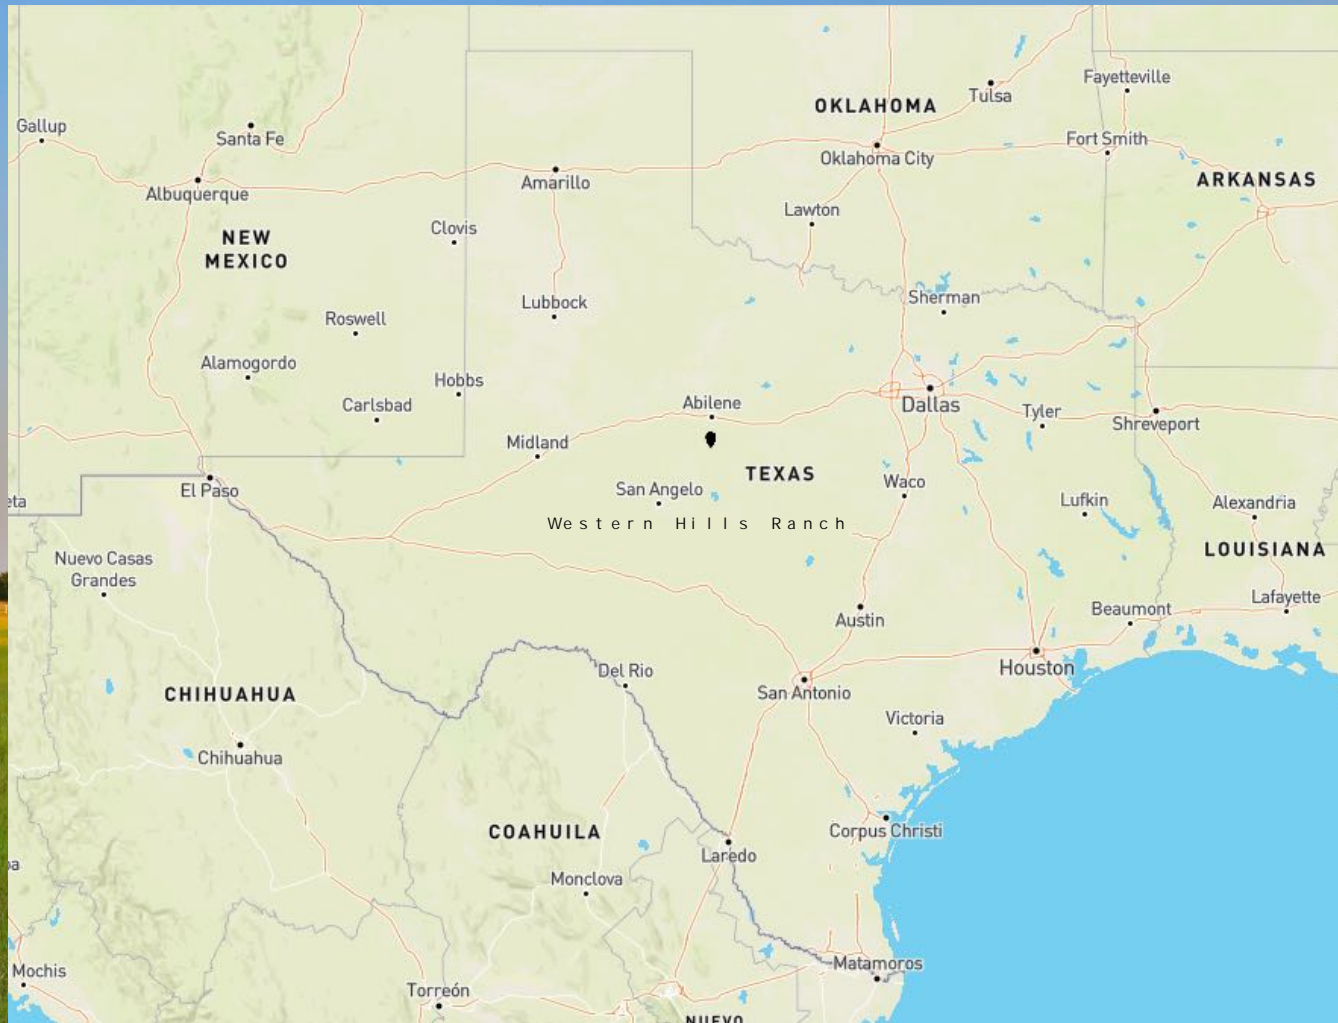 Fayetteville
Tulsa
OKLAHOMA
Gallup
Santa Fe
Fort Smith
Oklahoma City
Amarillo
ARKANSAS
Albuquerque
Lawton
Clovis
NEW
MEXICO
Sherman
Lubbock
Roswell
Alamogordo
Hobbs
Carlsbad
Abilene
Dallas
Tyler
Shreveport
Midland
TEXAS
Waco
El Paso
San Angelo
eta
Lufkin
Alexandria
Western Hills Ranch
LOUISIANA
Nuevo Casas
Grandes
Lafayette
Beaumont
Austin
Houston
Del Rio
CHIHUAHUA
San Antonio
Victoria
Chihuahua
COAHUILA
Corpus Christi
Laredo
Monclova
Matamoros
Mochis
Torreón
NUEVO